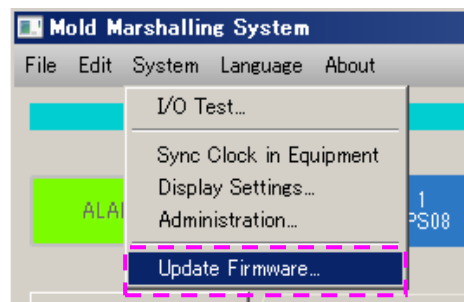 Mold Marshalling System
File Edit System Language About
I/O Test...
Sync Clock in Equipment
Display Settings...
1
Administration...
Update Firmware...